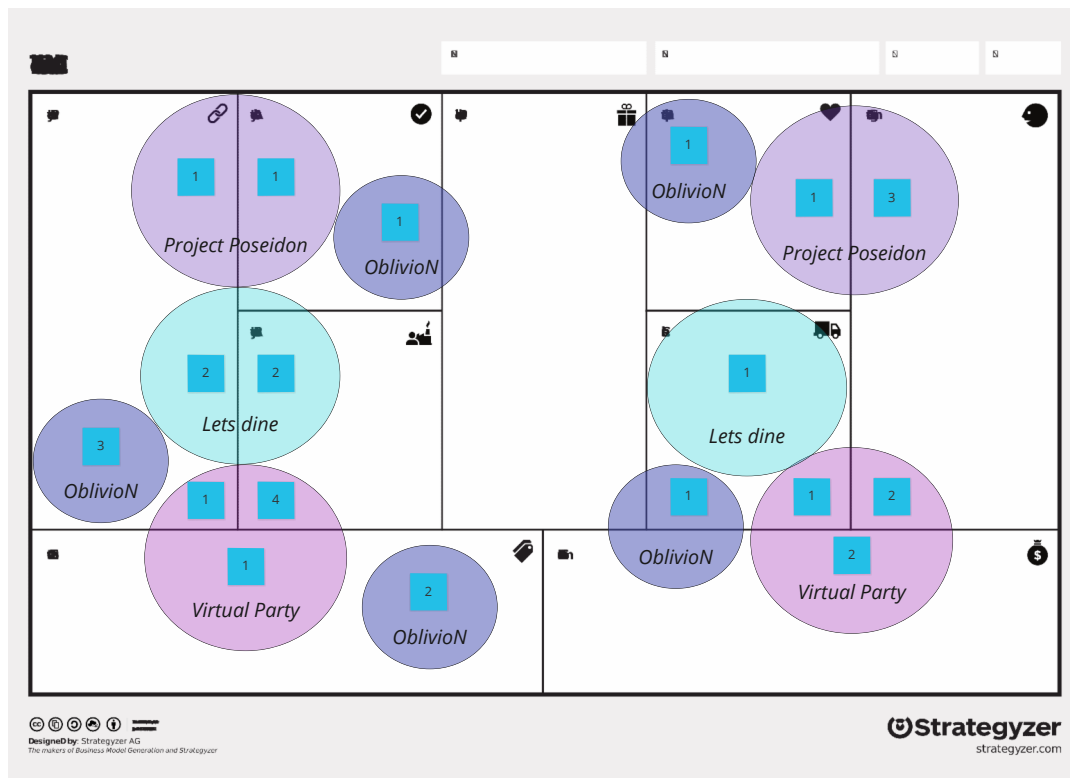 1 1
Project Poseidon
1
OblivioN
1
OblivioN
1 3
Project Poseidon
2 2
Lets dine
1
Lets dine
3
OblivioN
1 4
1
Virtual Party
2
OblivioN
1
OblivioN
1 2
2
Virtual Party
$
cc
DesigneD by: Strategyzer AG
The makers of Business Model Generation and Strategyzer
Strategyzer
strategyzer.com